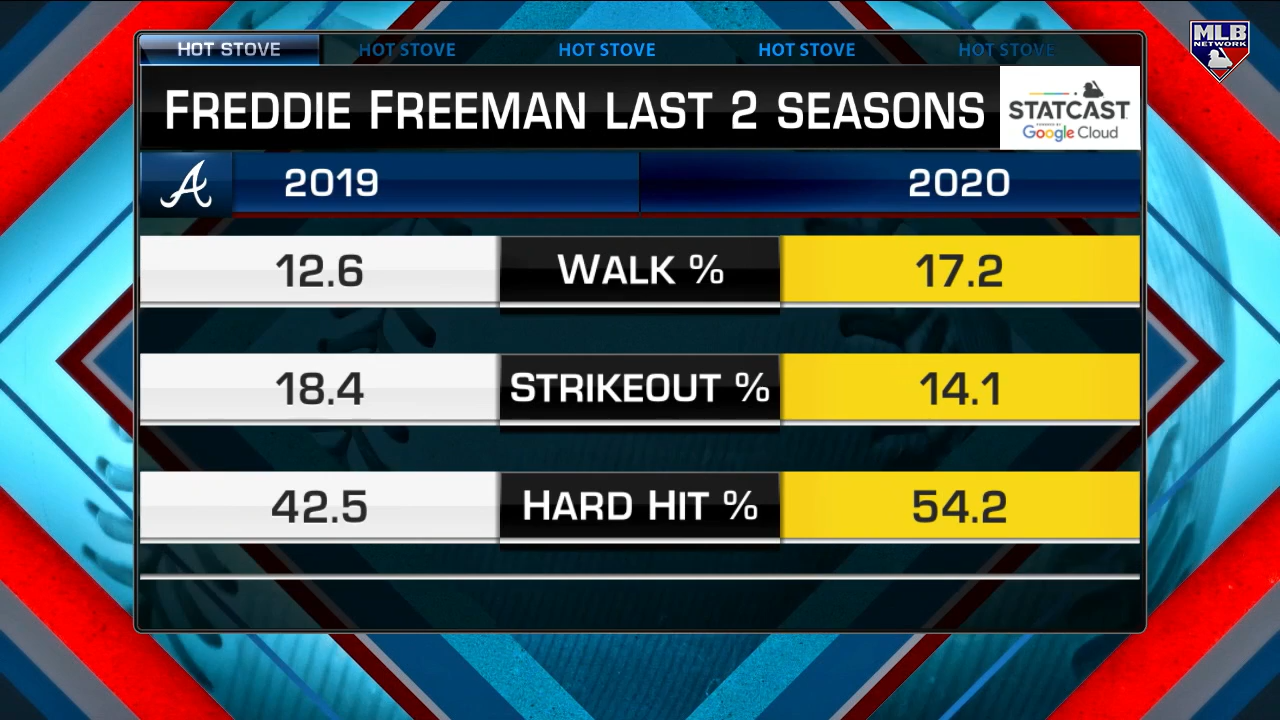 HOT STOVE HOT STOVE HOT STOVE HOT STOVE HOT STOVE
MLB
NETWORK
FREDDIE FREEMAN LAST 2 SEASONS
STATCAST
POWERED BY
Google Cloud
A 2019 2020
12.6 WALK % 17.2
18.4 STRIKEOUT % 14.1
42.5 HARD HIT % 54.2